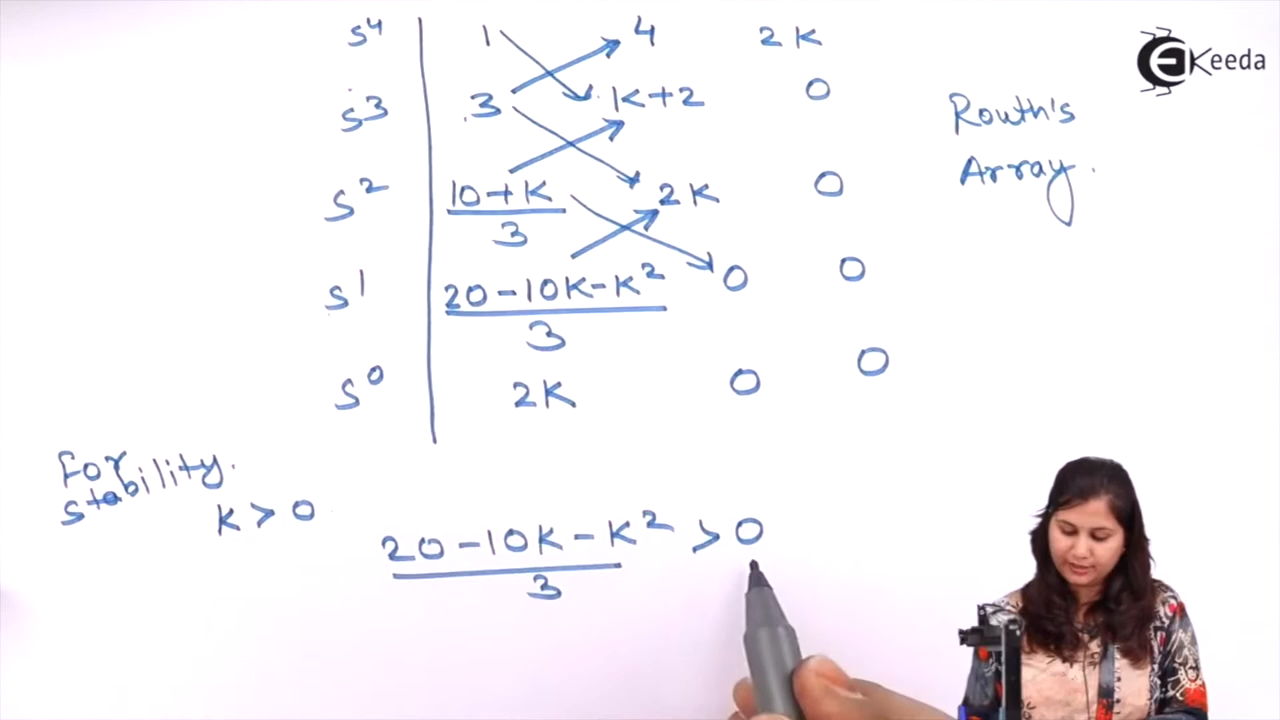 s4 1 4 2K
s3 3 K+2 0
s2 10+K/3 2K 0
s1 20-10K-K2/3 0 0
s0 2K 0 0
Routh's
Array.
For
stability.
K > 0
20-10K-K2/3 > 0
EKeeda